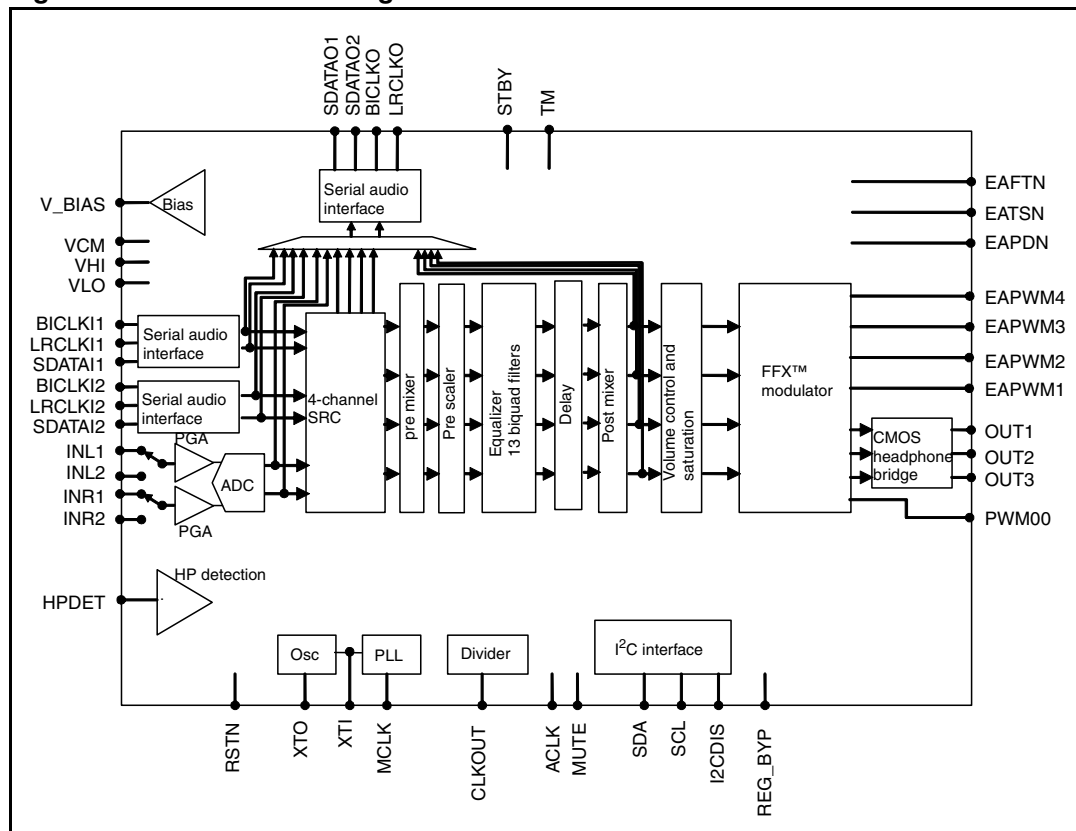 SDATAO1
SDATAO2
BICLKO
LRCLKO
STBY
TM
Serial audio
interface
V_BIAS
Bias
VCM
VHI
VLO
BICLKI1
LRCLKI1
SDATAI1
Serial audio
interface
BICLKI2
LRCLKI2
SDATAI2
Serial audio
interface
INL1
INL2
INR1
INR2
PGA
PGA
ADC
4-channel
SRC
pre mixer
Pre scaler
Equalizer
13 biquad filters
Delay
Post mixer
Volume control and
saturation
FFX™
modulator
EAFTN
EATSN
EAPDN
EAPWM4
EAPWM3
EAPWM2
EAPWM1
CMOS
headphone
bridge
OUT1
OUT2
OUT3
PWM00
HPDET
HP detection
Osc
PLL
Divider
I²C interface
RSTN
XTO
XTI
MCLK
CLKOUT
ACLK
MUTE
SDA
SCL
I2CDIS
REG_BYP